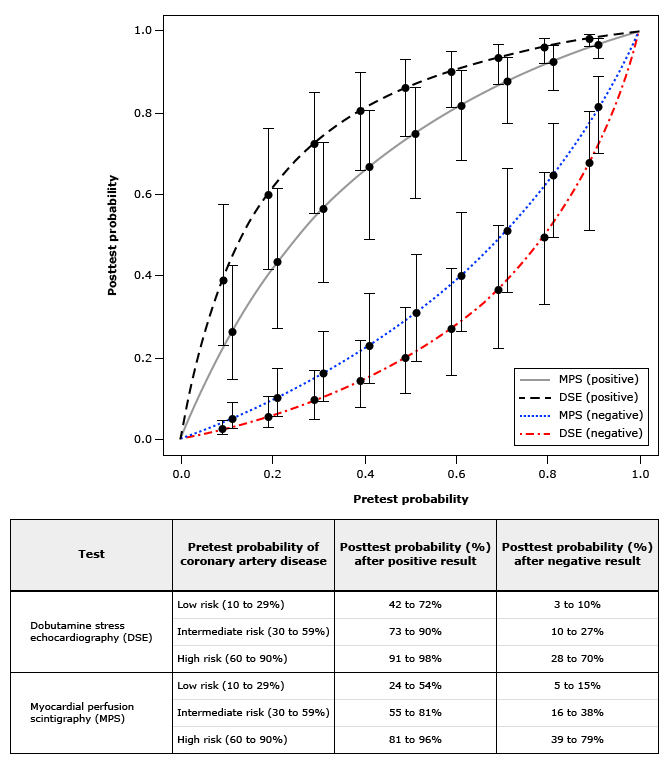 1.0
0.8
0.6
0.4
0.2
0.0
Posttest probability
MPS (positive)
DSE (positive)
MPS (negative)
DSE (negative)
0.0 0.2 0.4 0.6 0.8 1.0
Pretest probability
Test
Pretest probability of
coronary artery disease
Posttest probability (%)
after positive result
Posttest probability (%)
after negative result
Dobutamine stress
echocardiography (DSE)
Low risk (10 to 29%) 42 to 72% 3 to 10%
Intermediate risk (30 to 59%) 73 to 90% 10 to 27%
High risk (60 to 90%) 91 to 98% 28 to 70%
Myocardial perfusion
scintigraphy (MPS)
Low risk (10 to 29%) 24 to 54% 5 to 15%
Intermediate risk (30 to 59%) 55 to 81% 16 to 38%
High risk (60 to 90%) 81 to 96% 39 to 79%